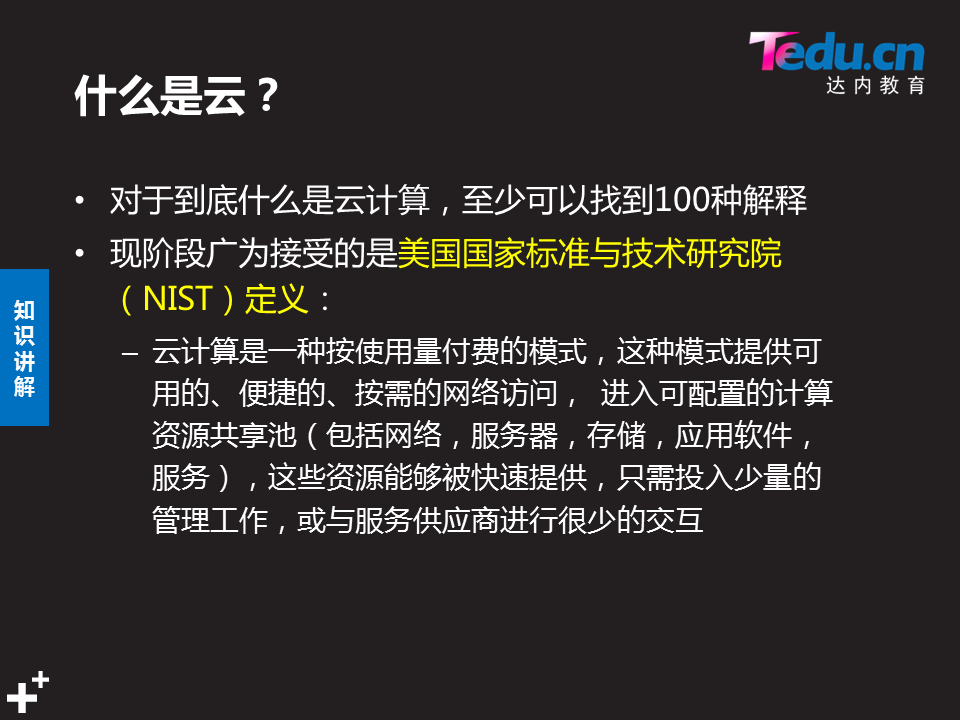 Tedu.cn
达内教育
什么是云？
• 对于到底什么是云计算，至少可以找到100种解释
• 现阶段广为接受的是美国国家标准与技术研究院
（NIST）定义：
– 云计算是一种按使用量付费的模式，这种模式提供可
用的、便捷的、按需的网络访问， 进入可配置的计算
资源共享池（包括网络，服务器，存储，应用软件，
服务），这些资源能够被快速提供，只需投入少量的
管理工作，或与服务供应商进行很少的交互
知
识
讲
解